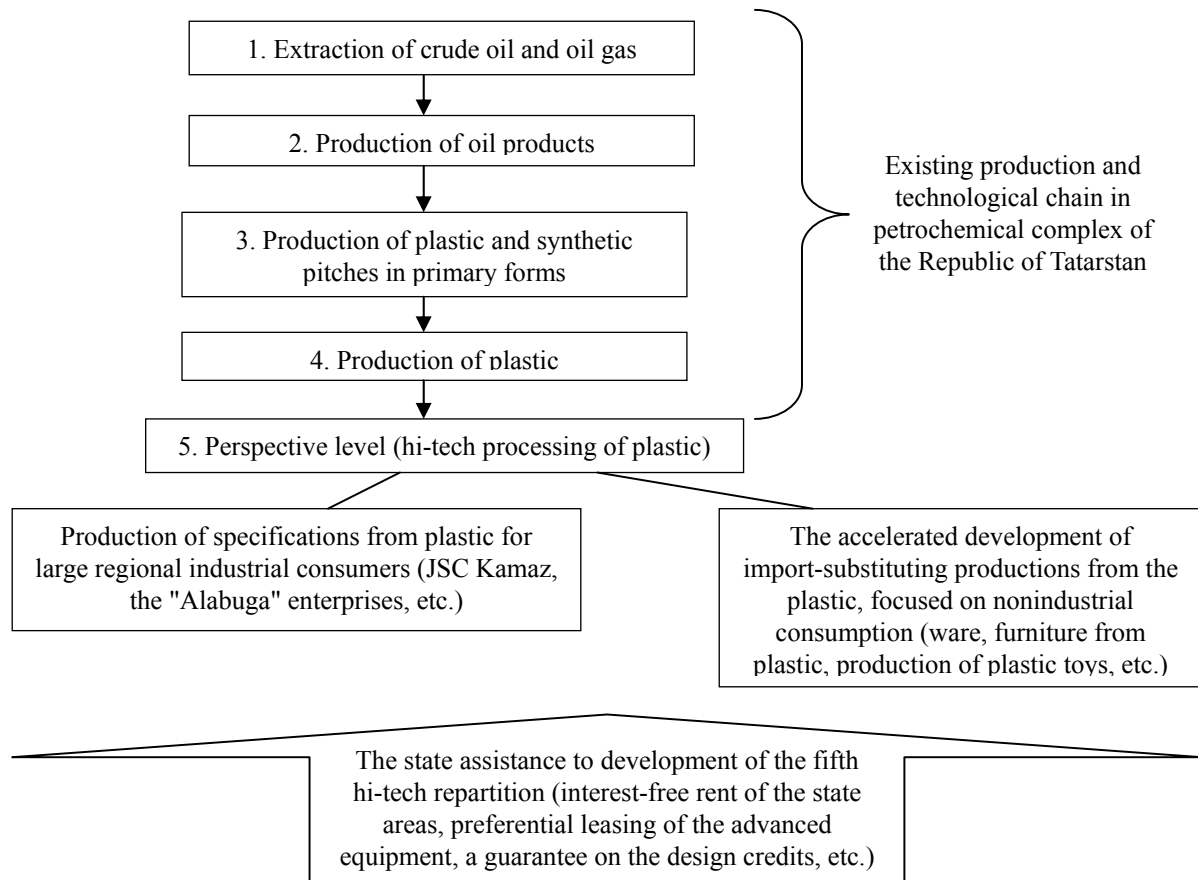 1. Extraction of crude oil and oil gas
2. Production of oil products
3. Production of plastic and synthetic
pitches in primary forms
4. Production of plastic
5. Perspective level (hi-tech processing of plastic)
Existing production and
technological chain in
petrochemical complex of
the Republic of Tatarstan
Production of specifications from plastic for
large regional industrial consumers (JSC Kamaz,
the "Alabuga" enterprises, etc.)
The accelerated development of
import-substituting productions from the
plastic, focused on nonindustrial
consumption (ware, furniture from
plastic, production of plastic toys, etc.)
The state assistance to development of the fifth
hi-tech repartition (interest-free rent of the state
areas, preferential leasing of the advanced
equipment, a guarantee on the design credits, etc.)